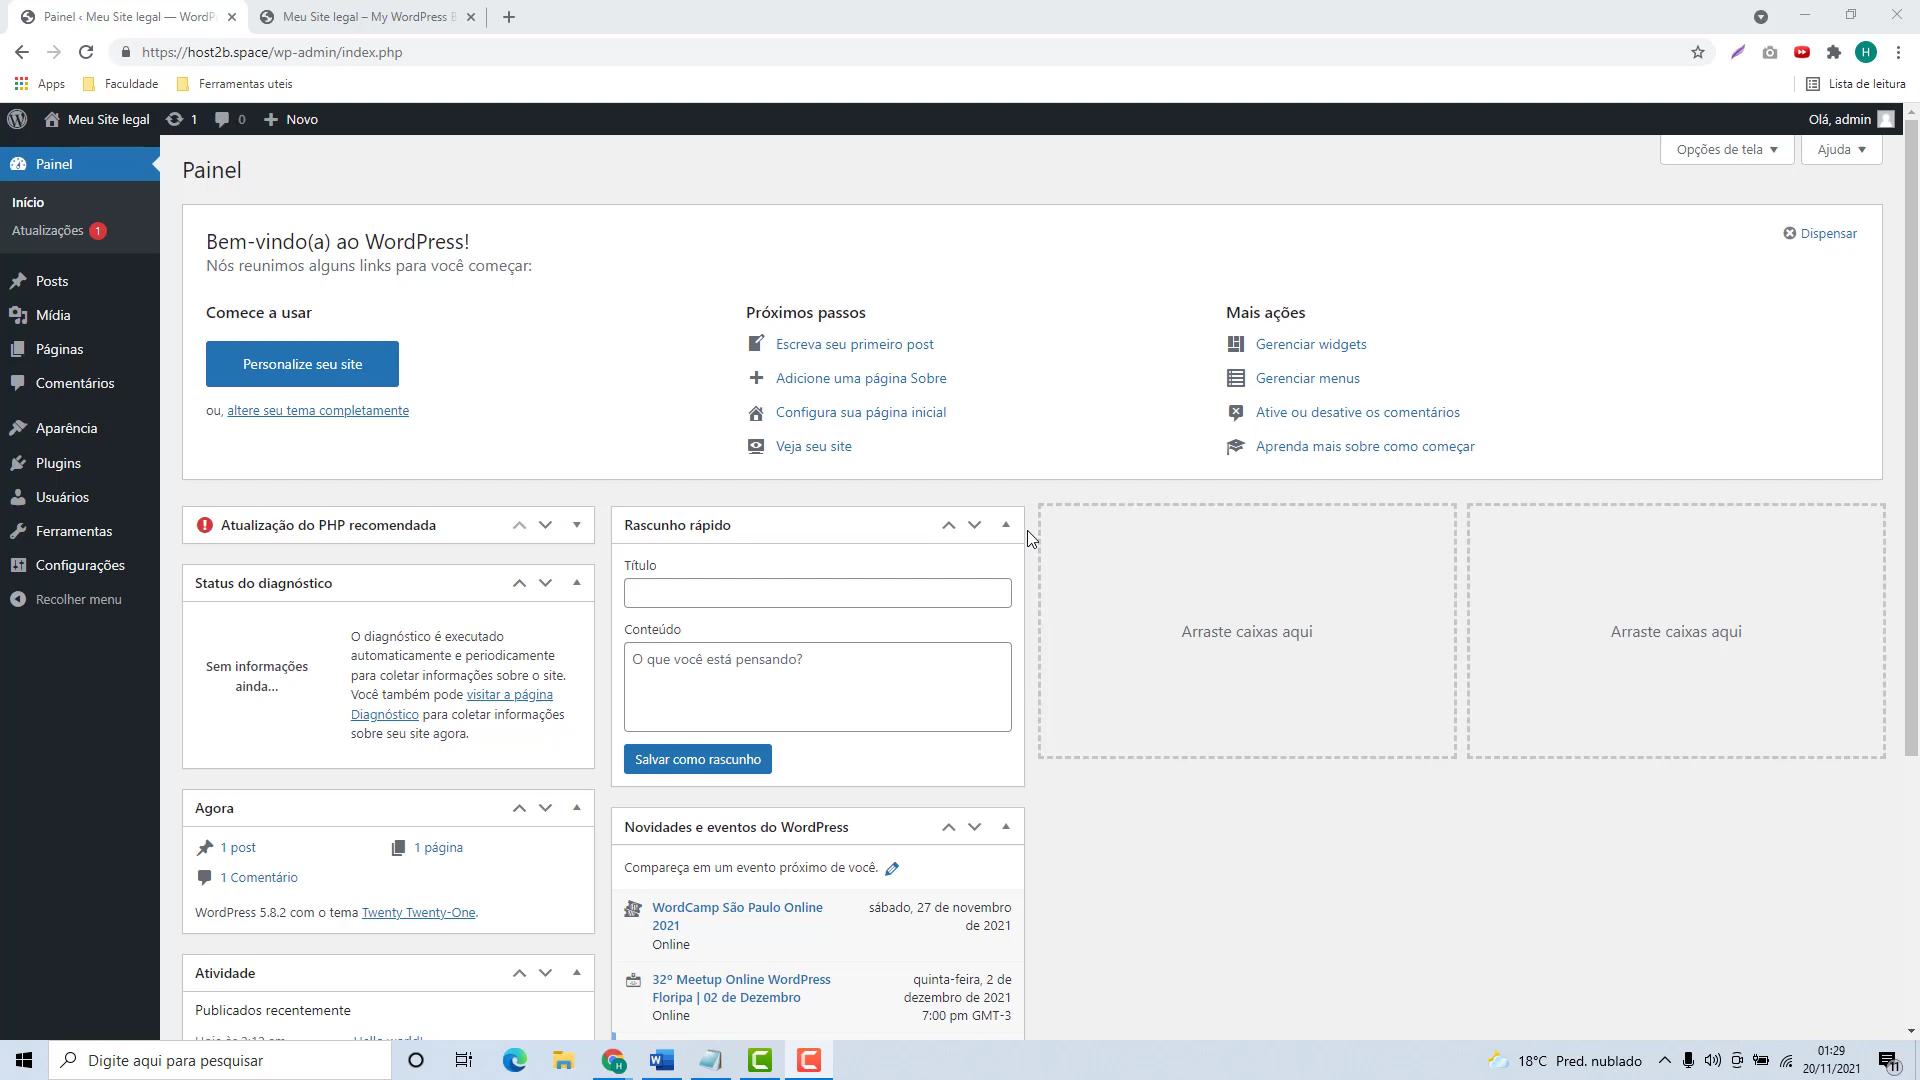 Painel ‹ Meu Site legal — WordP
Meu Site legal – My WordPress B
https://host2b.space/wp-admin/index.php
H
Apps
Faculdade
Ferramentas uteis
Lista de leitura
Meu Site legal
1
0
Novo
Olá, admin
Painel
Início
Atualizações 1
Posts
Mídia
Páginas
Comentários
Aparência
Plugins
Usuários
Ferramentas
Configurações
Recolher menu
Painel
Opções de tela
Ajuda
Bem-vindo(a) ao WordPress!
Nós reunimos alguns links para você começar:
Dispensar
Comece a usar
Personalize seu site
ou, altere seu tema completamente
Próximos passos
Escreva seu primeiro post
Adicione uma página Sobre
Configura sua página inicial
Veja seu site
Mais ações
Gerenciar widgets
Gerenciar menus
Ative ou desative os comentários
Aprenda mais sobre como começar
Atualização do PHP recomendada
Status do diagnóstico
Sem informações
ainda...
O diagnóstico é executado
automaticamente e periodicamente
para coletar informações sobre o site.
Você também pode visitar a página
Diagnóstico para coletar informações
sobre seu site agora.
Agora
1 post
1 página
1 Comentário
WordPress 5.8.2 com o tema Twenty Twenty-One.
Atividade
Publicados recentemente
Rascunho rápido
Título
Conteúdo
O que você está pensando?
Salvar como rascunho
Novidades e eventos do WordPress
Compareça em um evento próximo de você.
WordCamp São Paulo Online
2021
Online
sábado, 27 de novembro
de 2021
32º Meetup Online WordPress
Floripa | 02 de Dezembro
Online
quinta-feira, 2 de
dezembro de 2021
7:00 pm GMT-3
Arraste caixas aqui
Arraste caixas aqui
Digite aqui para pesquisar
18°C Pred. nublado
01:29
20/11/2021
11